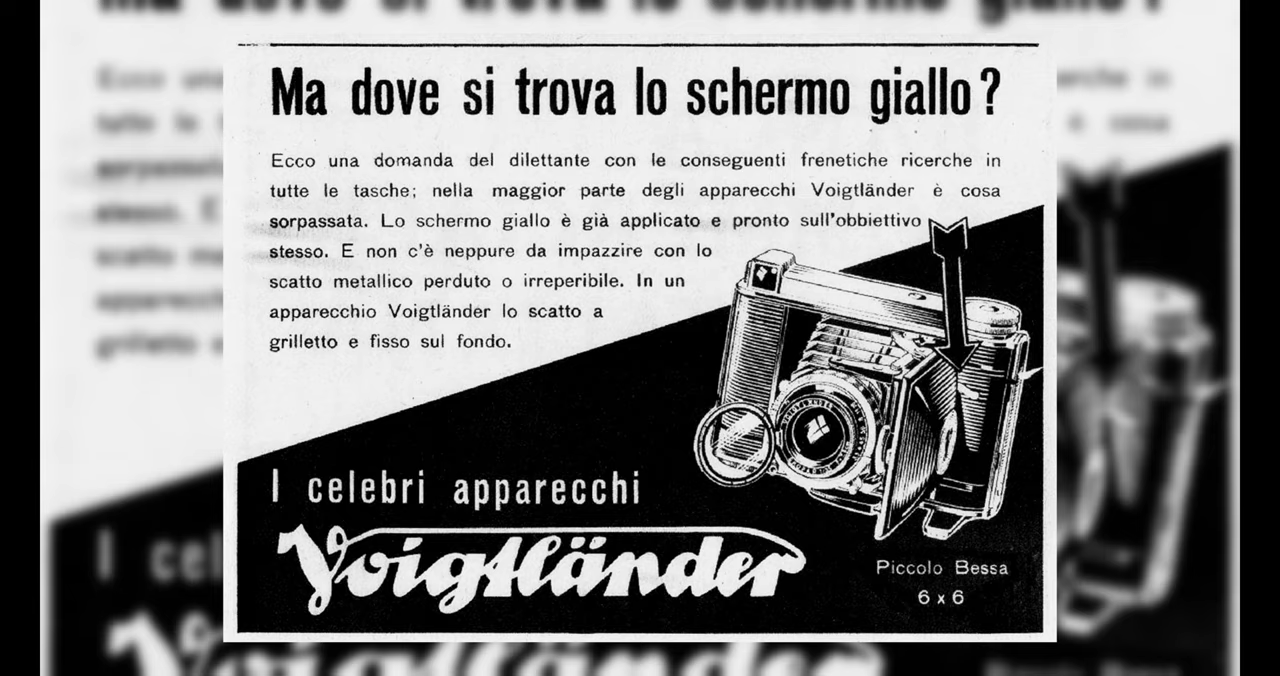 Ma dove si trova lo schermo giallo?
Ecco una domanda del dilettante con le conseguenti frenetiche ricerche in
tutte le tasche; nella maggior parte degli apparecchi Voigtländer è cosa
sorpassata. Lo schermo giallo è già applicato e pronto sull'obbiettivo
stesso. E non c'è neppure da impazzire con lo
scatto metallico perduto o irreperibile. In un
apparecchio Voigtländer lo scatto a
grilletto e fisso sul fondo.
I celebri apparecchi
Voigtländer
Piccolo Bessa
6 x 6